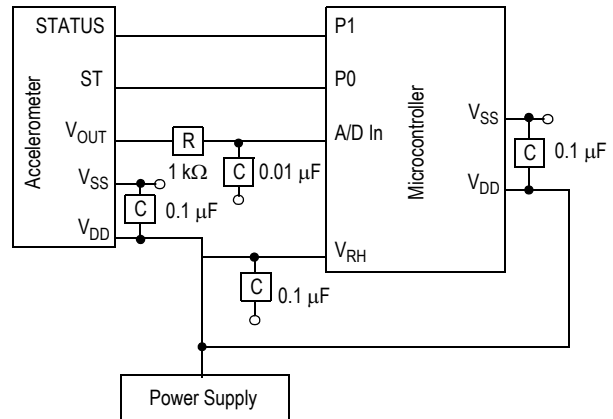 STATUS
ST
VOUT
VSS
VDD
Accelerometer
R
1 kΩ
C
0.01 μF
C
0.1 μF
C
0.1 μF
P1
P0
A/D In
VRH
Microcontroller
VSS
VDD
C
0.1 μF
Power Supply